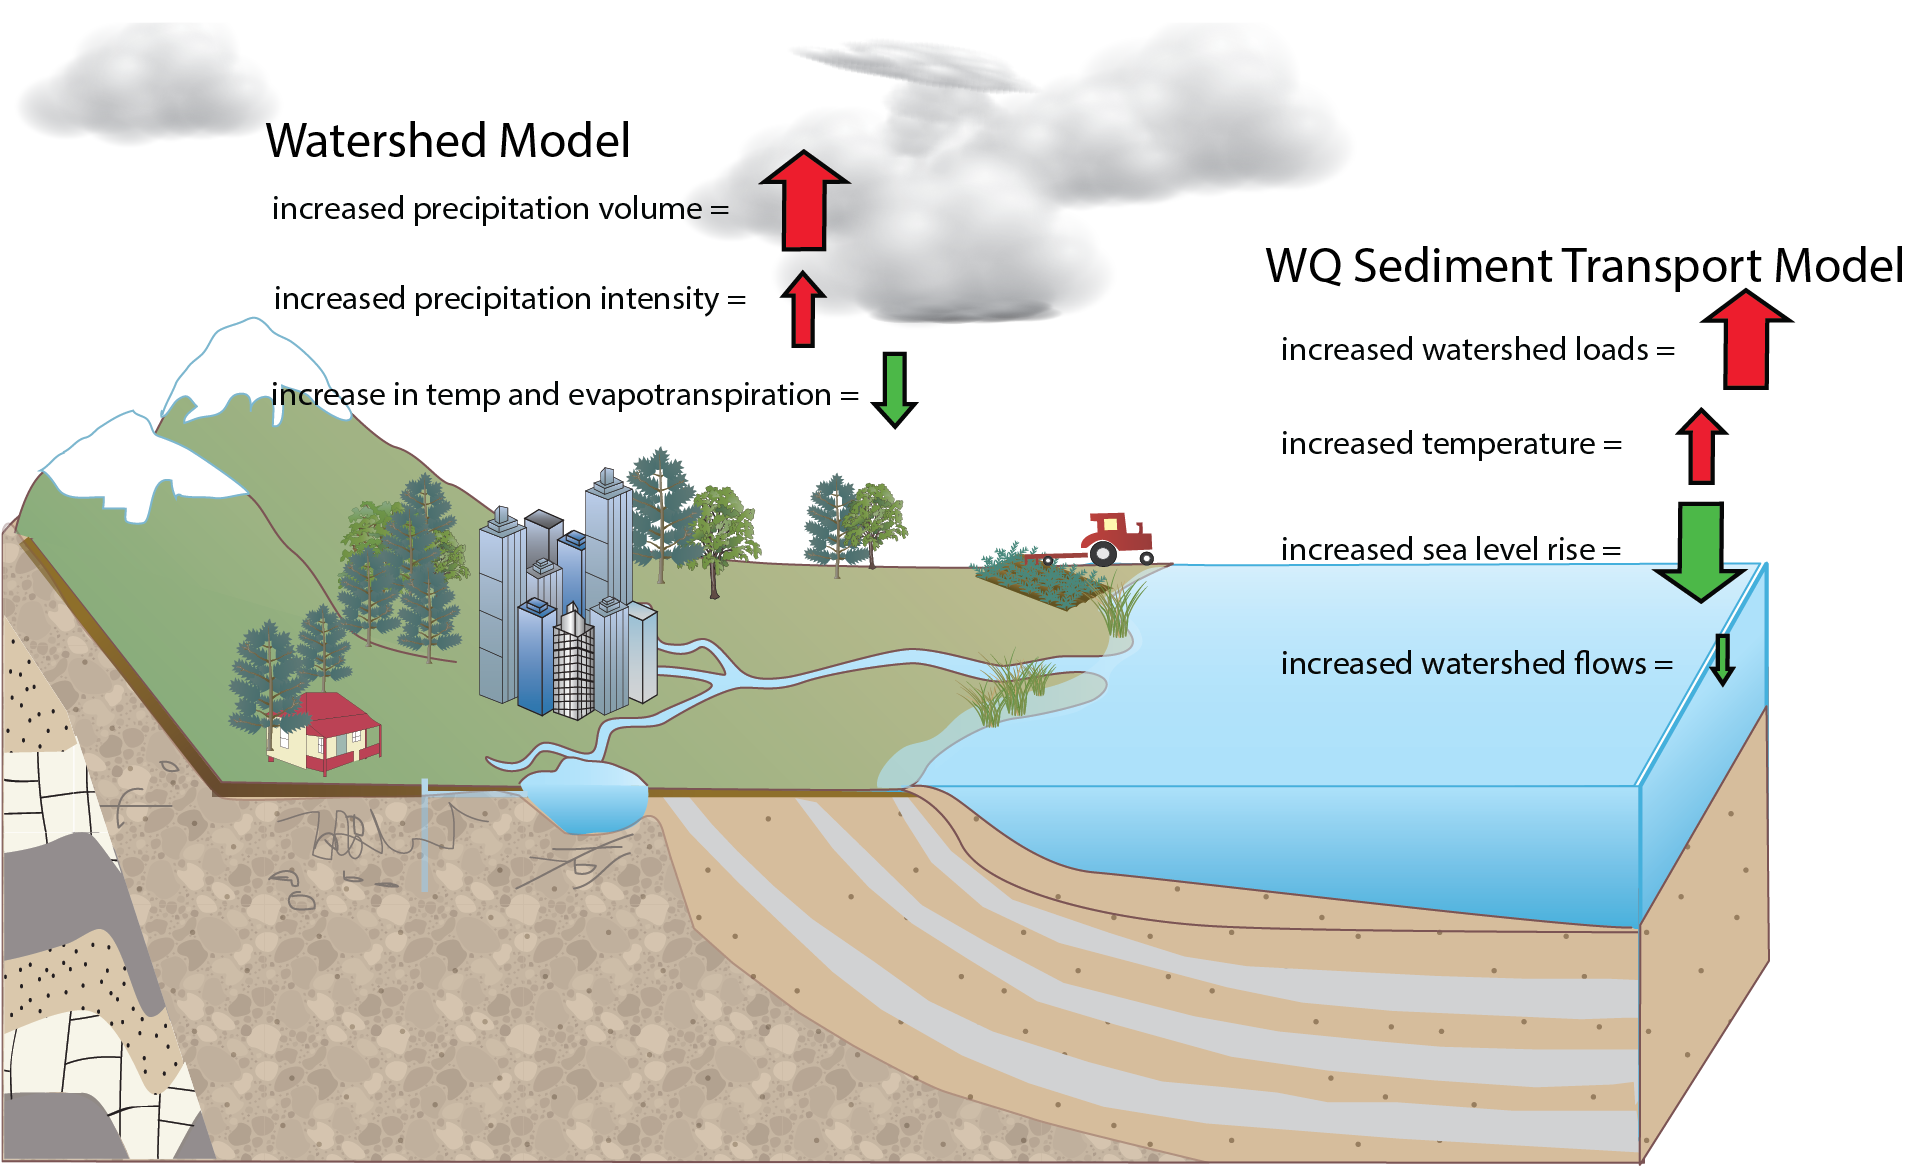 Watershed Model
increased precipitation volume =
increased precipitation intensity =
increase in temp and evapotranspiration =
WQ Sediment Transport Model
increased watershed loads =
increased temperature =
increased sea level rise =
increased watershed flows =